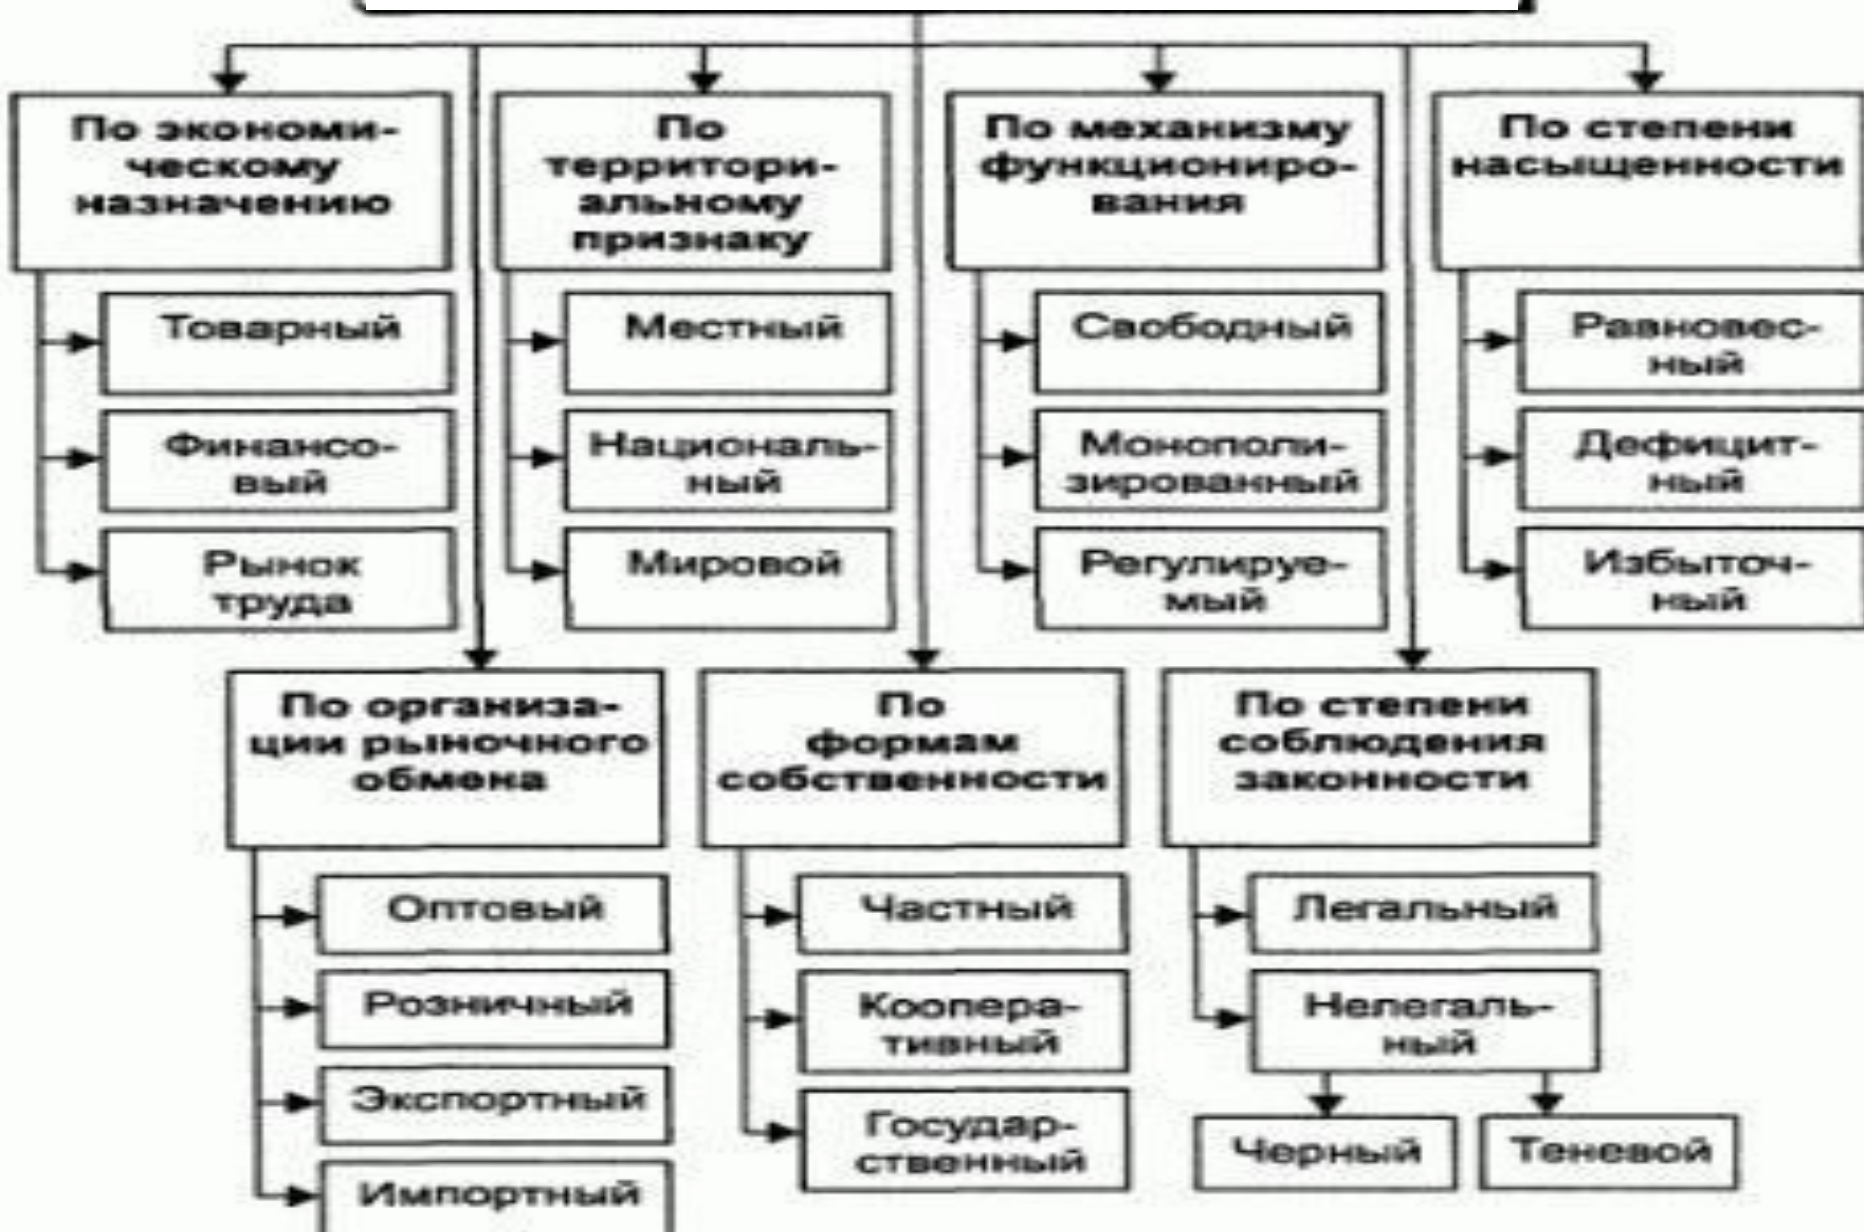 По экономи-
ческому
назначению
Товарный
Финансо-
вый
Рынок
труда
По
территори-
альному
признаку
Местный
Националь-
ный
Мировой
По механизму
функциониро-
вания
Свободный
Монополи-
зированный
Регулируе-
мый
По степени
насыщенности
Равновес-
ный
Дефицит-
ный
Избыточ-
ный
По организа-
ции рыночного
обмена
Оптовый
Розничный
Экспортный
Импортный
По
формам
собственности
Частный
Коопера-
тивный
Государ-
ственный
По степени
соблюдения
законности
Легальный
Нелегаль-
ный
Черный
Теневой